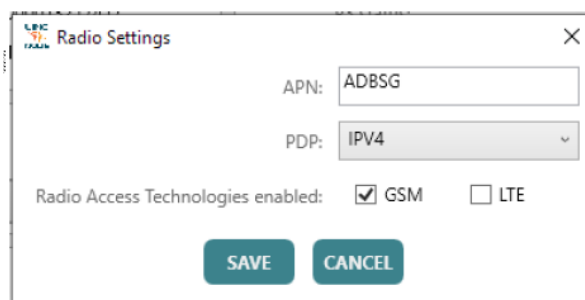 Radio Settings
APN: ADBSG
PDP: IPV4
Radio Access Technologies enabled: GSM LTE
SAVE CANCEL